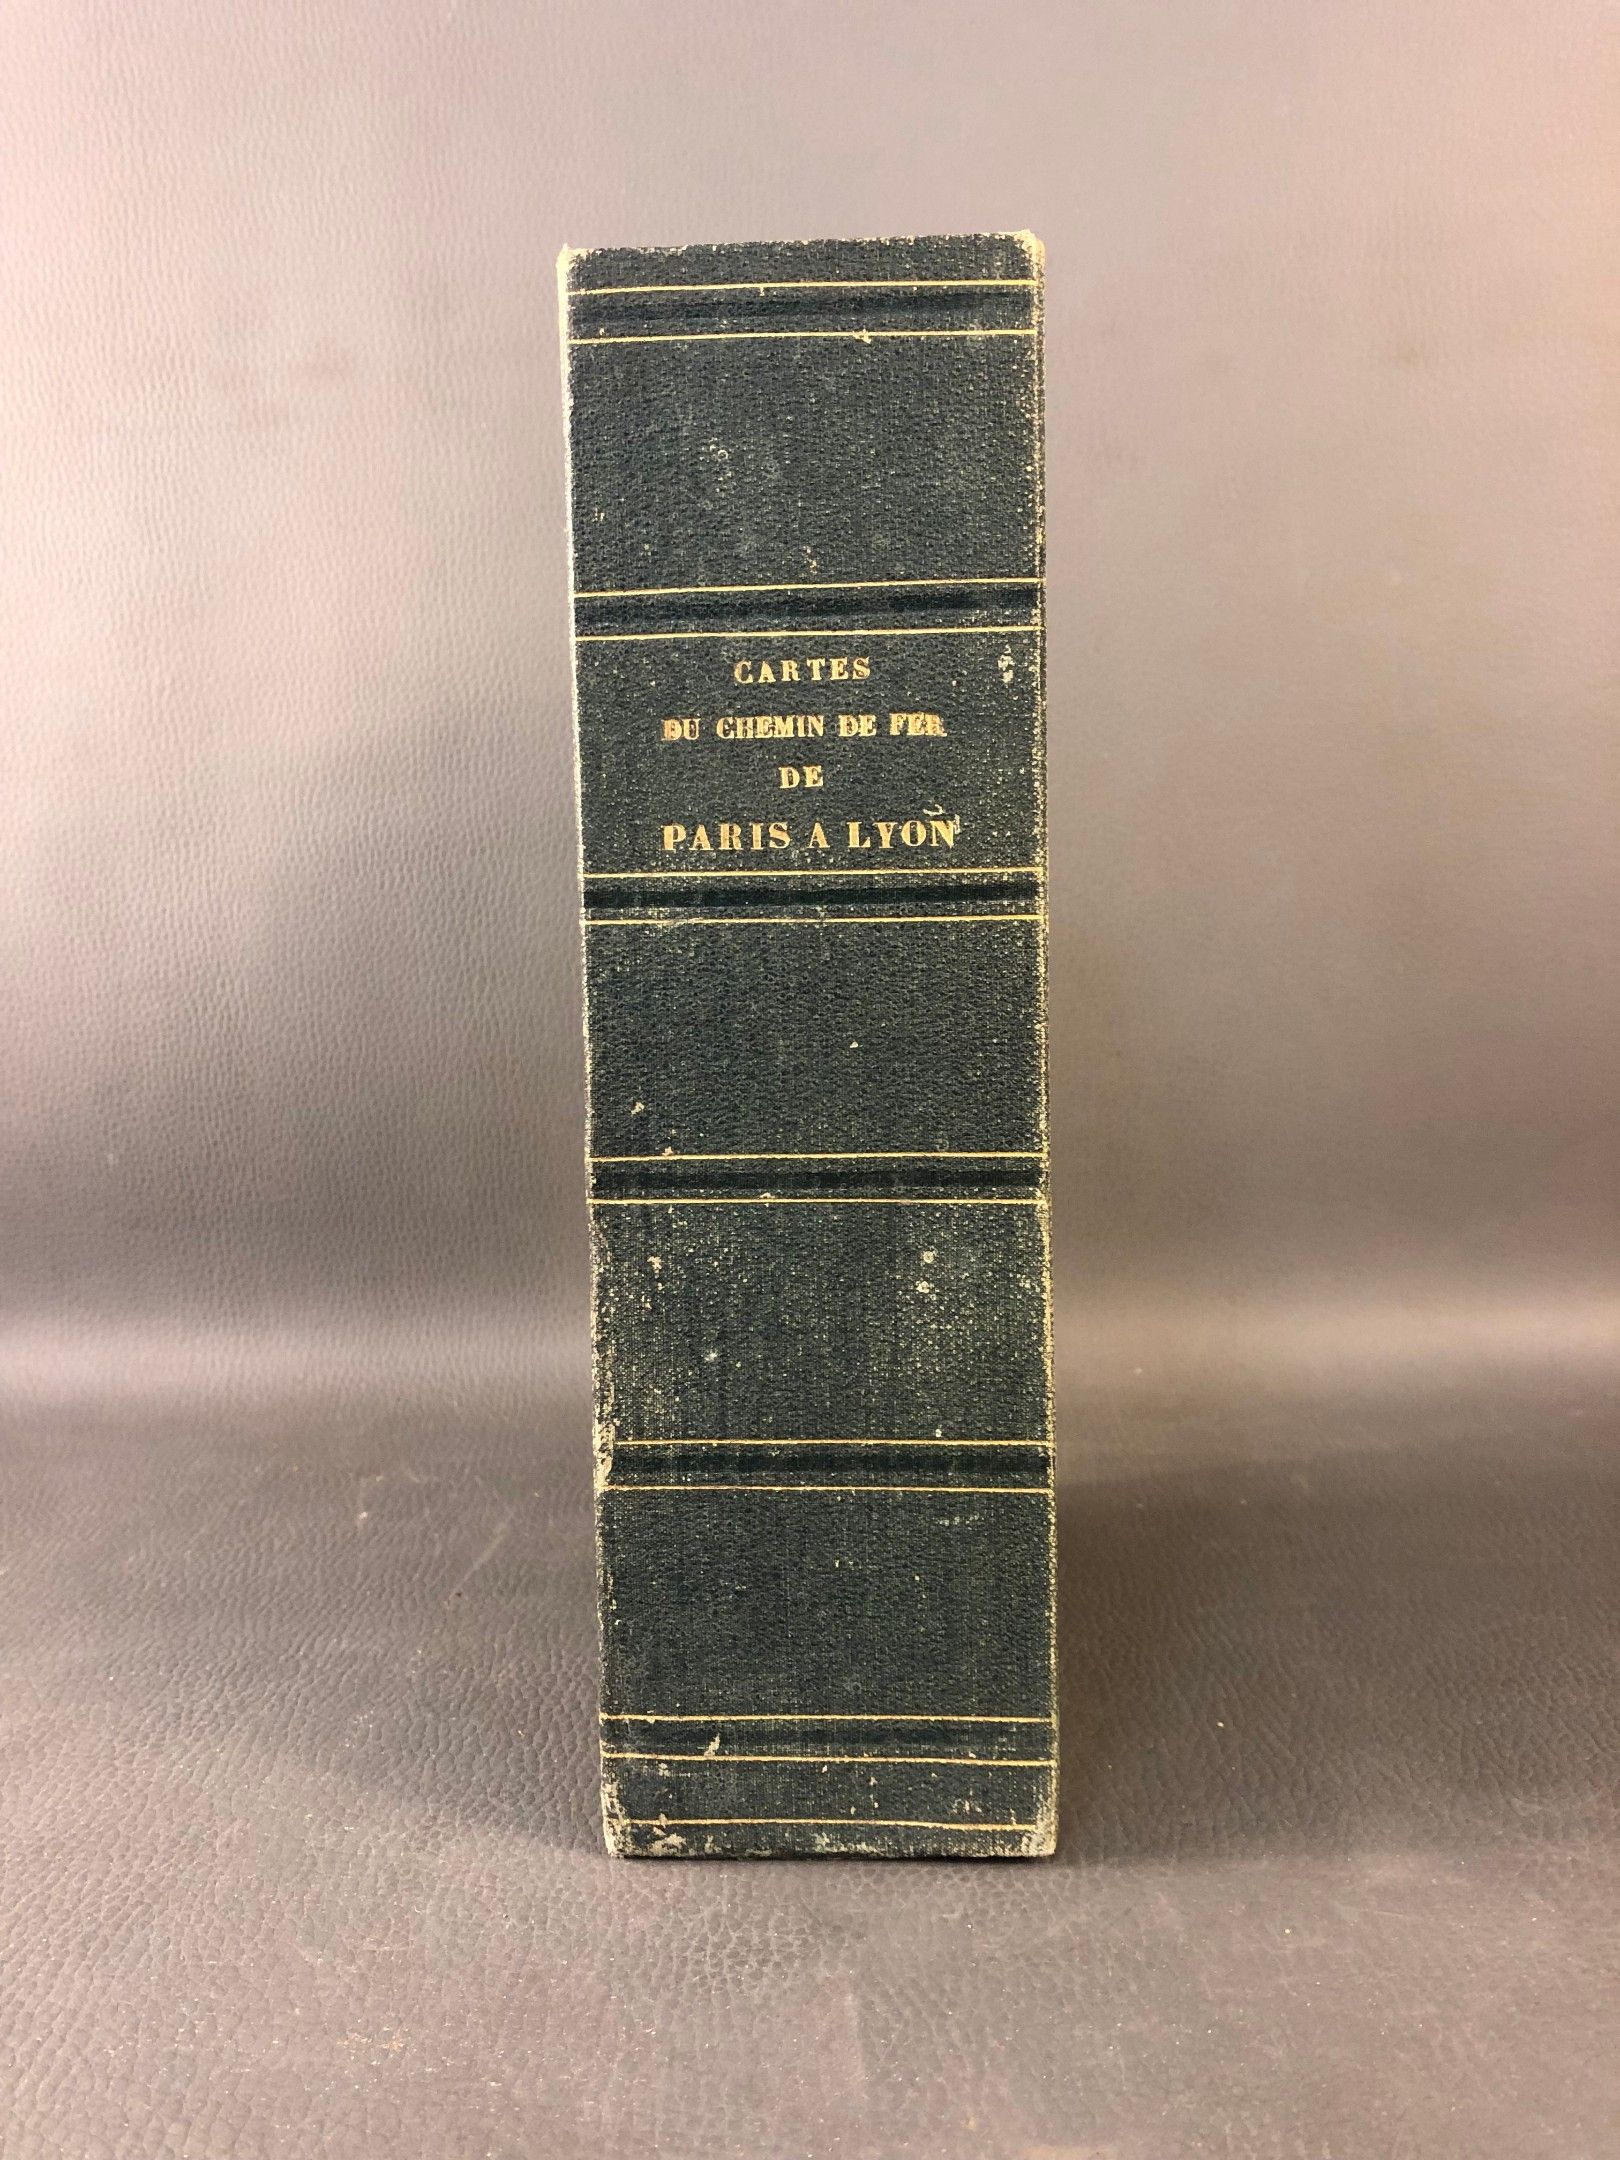 CARTES
DU CHEMIN DE FER
DE
PARIS A LYON